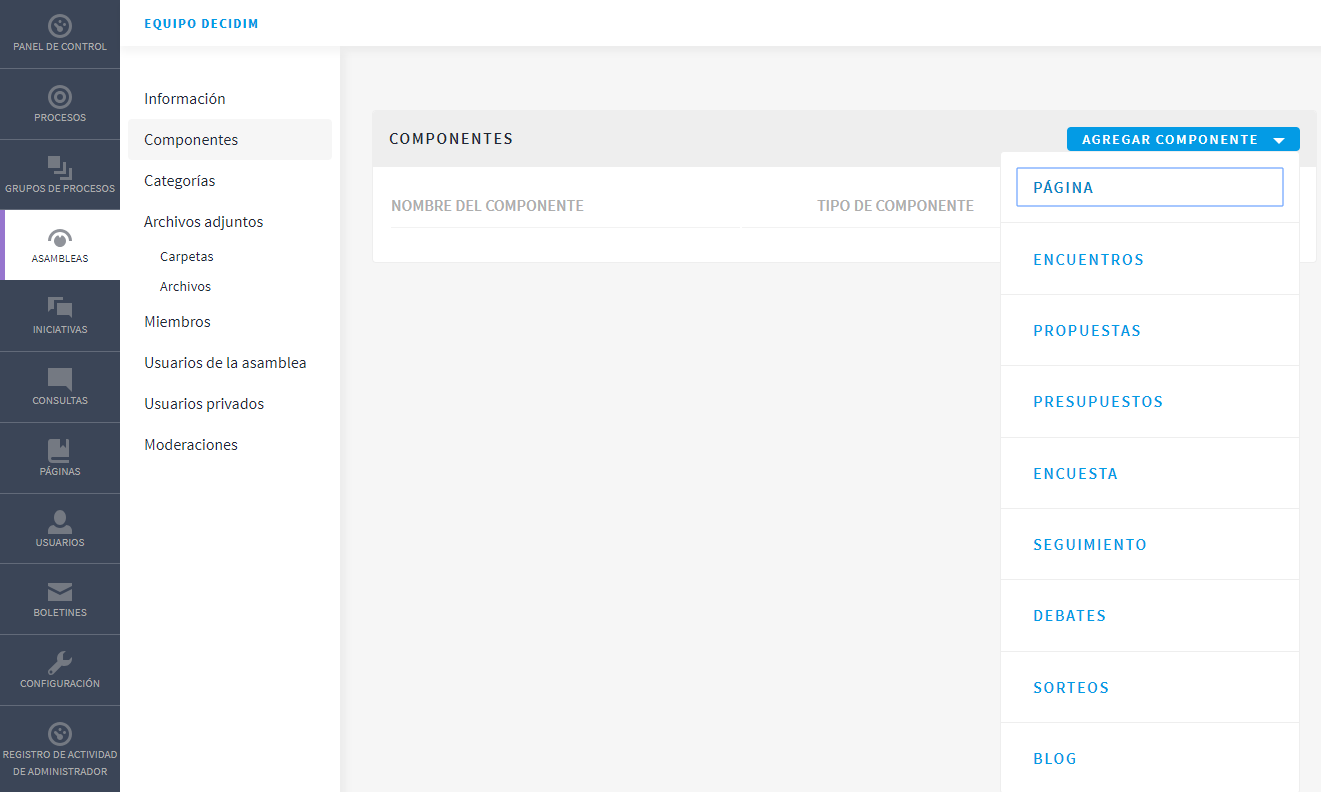 PANEL DE CONTROL
PROCESOS
GRUPOS DE PROCESOS
ASAMBLEAS
INICIATIVAS
CONSULTAS
PÁGINAS
USUARIOS
BOLETINES
CONFIGURACIÓN
REGISTRO DE ACTIVIDAD
DE ADMINISTRADOR
EQUIPO DECIDIM
Información
Componentes
Categorías
Archivos adjuntos
Carpetas
Archivos
Miembros
Usuarios de la asamblea
Usuarios privados
Moderaciones
COMPONENTES
AGREGAR COMPONENTE
NOMBRE DEL COMPONENTE
TIPO DE COMPONENTE
PÁGINA
ENCUENTROS
PROPUESTAS
PRESUPUESTOS
ENCUESTA
SEGUIMIENTO
DEBATES
SORTEOS
BLOG